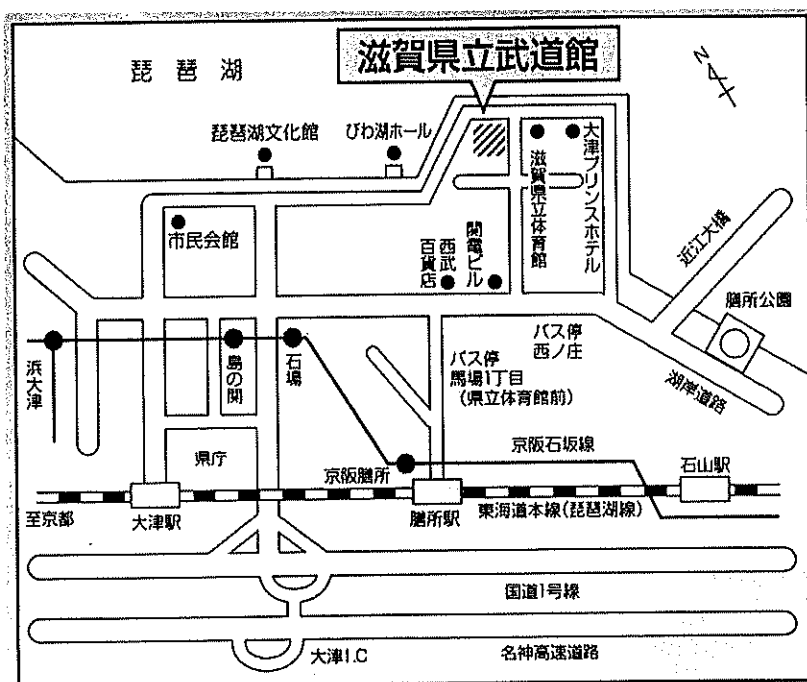 滋賀県立武道館
琵琶湖
N
琵琶湖文化館
びわ湖ホール
滋賀県立体育館
大津プリンスホテル
市民会館
西武
百貨店
関電ビル
近江大橋
膳所公園
浜大津
島の関
石場
バス停
馬場1丁目
(県立体育館前)
バス停
西ノ庄
湖岸道路
県庁
京阪膳所
京阪石坂線
石山駅
至京都
大津駅
膳所駅
東海道本線(琵琶湖線)
国道1号線
大津I.C
名神高速道路